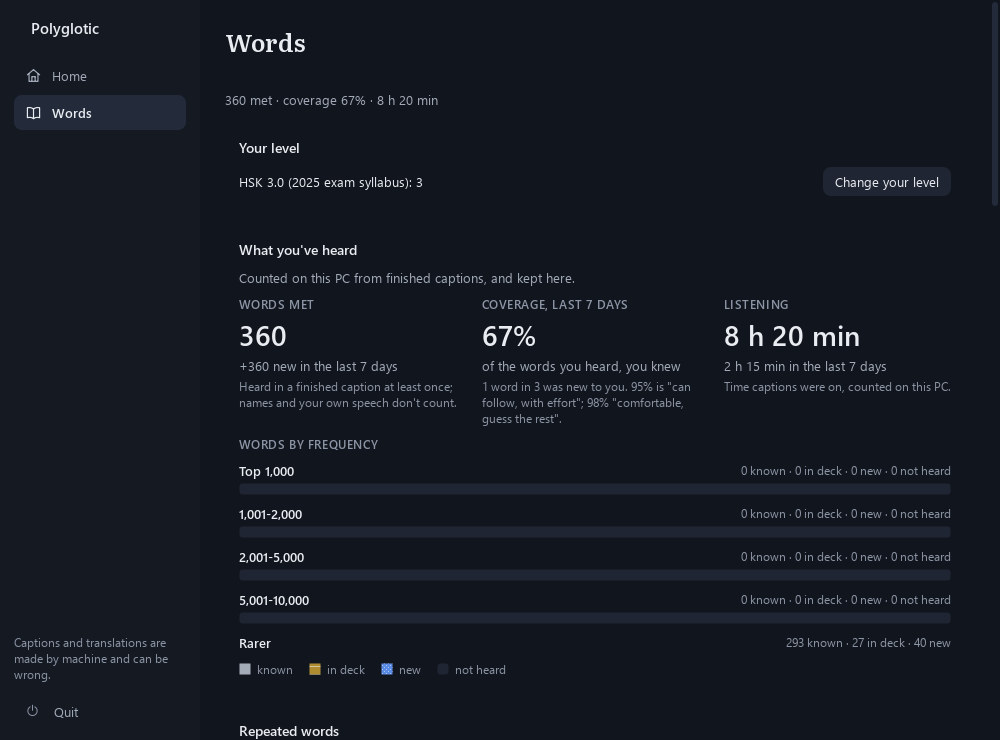 Polyglotic
Home
Words
Captions and translations are
made by machine and can be
wrong.
Quit
Words
360 met · coverage 67% · 8 h 20 min
Your level
HSK 3.0 (2025 exam syllabus): 3
Change your level
What you've heard
Counted on this PC from finished captions, and kept here.
WORDS MET
360
+360 new in the last 7 days
Heard in a finished caption at least once;
names and your own speech don't count.
COVERAGE, LAST 7 DAYS
67%
of the words you heard, you knew
1 word in 3 was new to you. 95% is "can
follow, with effort"; 98% "comfortable,
guess the rest".
LISTENING
8 h 20 min
2 h 15 min in the last 7 days
Time captions were on, counted on this PC.
WORDS BY FREQUENCY
Top 1,000 0 known · 0 in deck · 0 new · 0 not heard
1,001-2,000 0 known · 0 in deck · 0 new · 0 not heard
2,001-5,000 0 known · 0 in deck · 0 new · 0 not heard
5,001-10,000 0 known · 0 in deck · 0 new · 0 not heard
Rarer 293 known · 27 in deck · 40 new
known in deck new not heard
Repeated words